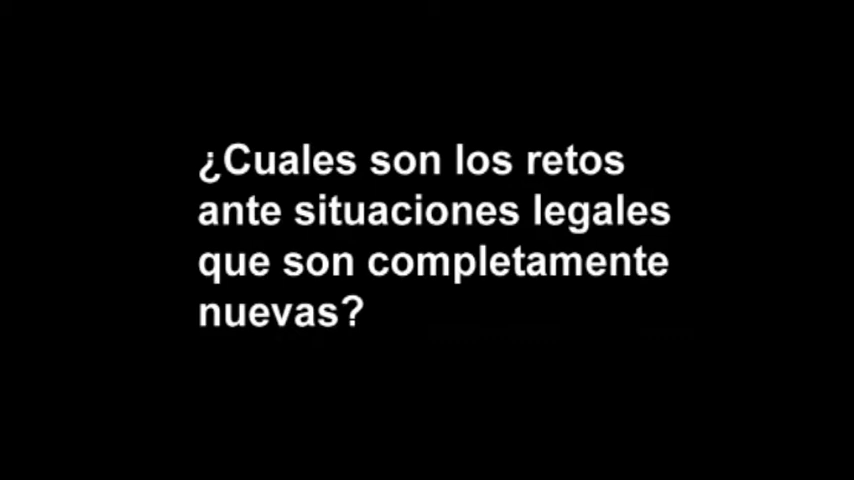 ¿Cuales son los retos
ante situaciones legales
que son completamente
nuevas?